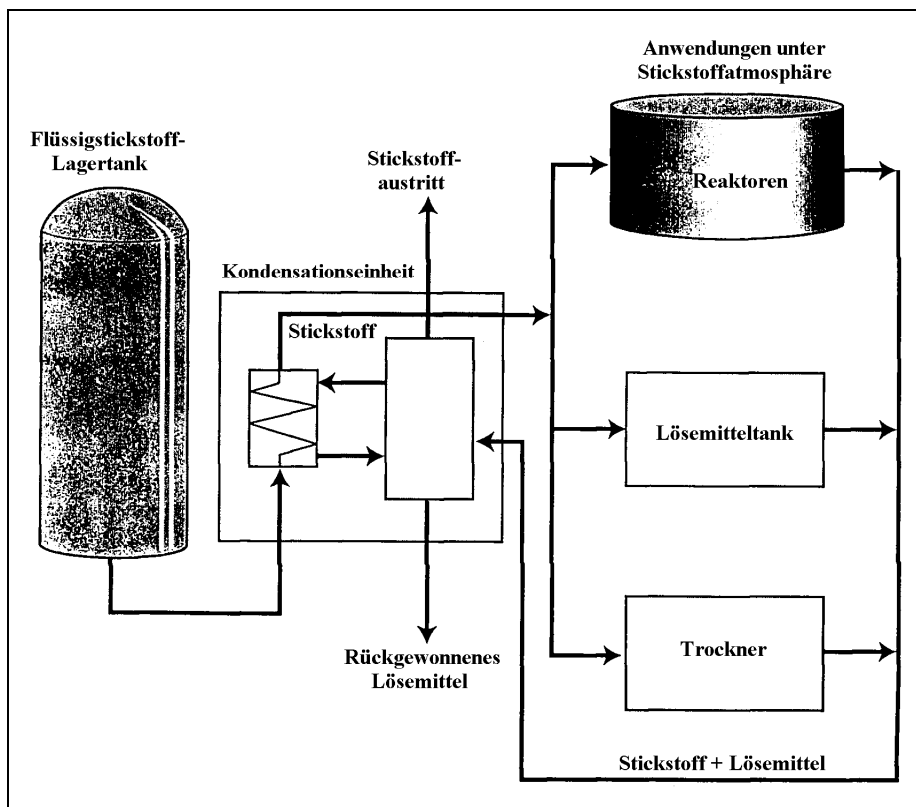 Anwendungen unter
Stickstoffatmosphäre
Flüssigstickstoff-
Lagertank
Stickstoff-
austritt
Reaktoren
Kondensationseinheit
Stickstoff
Lösemitteltank
Rückgewonnenes
Lösemittel
Trockner
Stickstoff + Lösemittel